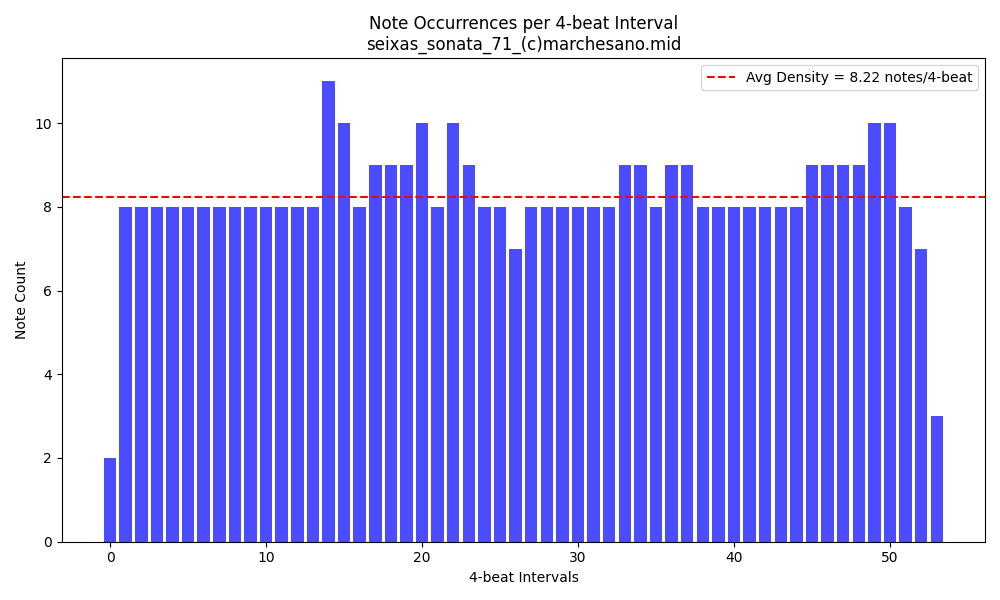 Note Occurrences per 4-beat Interval
seixas_sonata_71_(c)marchesano.mid
Avg Density = 8.22 notes/4-beat
Note Count
10
8
6
4
2
0
0 10 20 30 40 50
4-beat Intervals